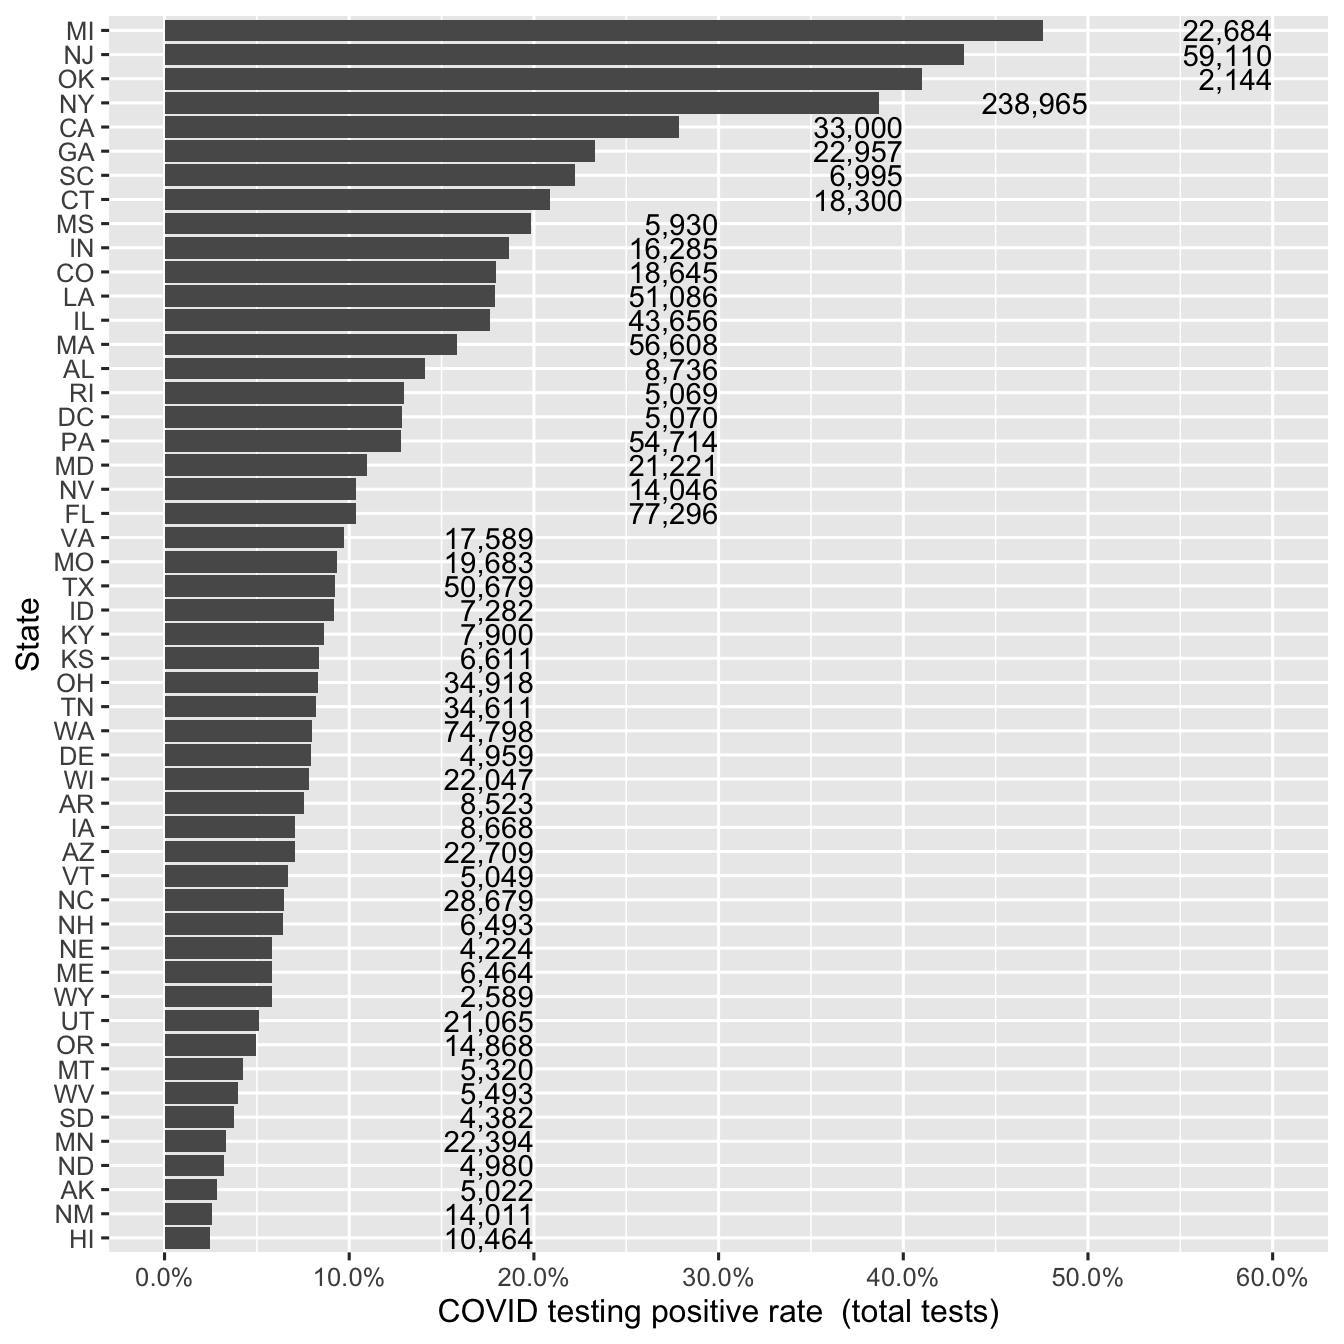 MI 22,684
NJ 59,110
OK 2,144
NY 238,965
CA 33,000
GA 22,957
SC 6,995
CT 18,300
MS 5,930
IN 16,285
CO 18,645
LA 51,086
IL 43,656
MA 56,608
AL 8,736
RI 5,069
DC 5,070
PA 54,714
MD 21,221
NV 14,046
FL 77,296
VA 17,589
MO 19,683
TX 50,679
ID 7,282
KY 7,900
KS 6,611
OH 34,918
TN 34,611
WA 74,798
DE 4,959
WI 22,047
AR 8,523
IA 8,668
AZ 22,709
VT 5,049
NC 28,679
NH 6,493
NE 4,224
ME 6,464
WY 2,589
UT 21,065
OR 14,868
MT 5,320
WV 5,493
SD 4,382
MN 22,394
ND 4,980
AK 5,022
NM 14,011
HI 10,464
State
0.0% 10.0% 20.0% 30.0% 40.0% 50.0% 60.0%
COVID testing positive rate  (total tests)